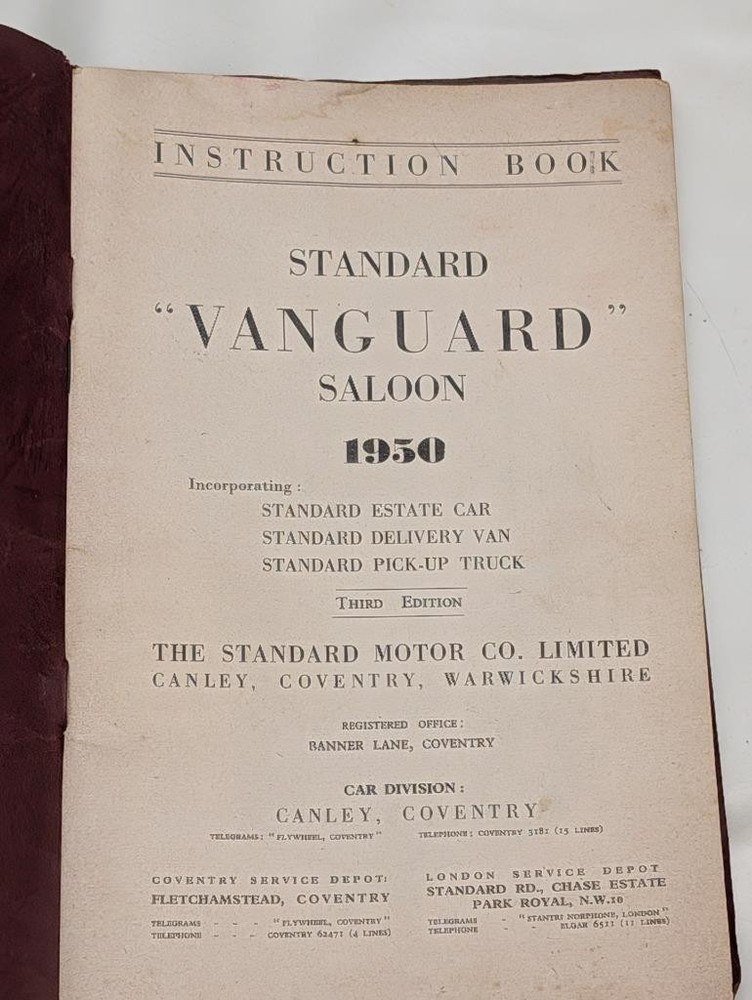 INSTRUCTION BOOK
STANDARD
"VANGUARD"
SALOON
1950
Incorporating :
STANDARD ESTATE CAR
STANDARD DELIVERY VAN
STANDARD PICK-UP TRUCK
THIRD EDITION
THE STANDARD MOTOR CO. LIMITED
CANLEY, COVENTRY, WARWICKSHIRE
REGISTERED OFFICE :
BANNER LANE, COVENTRY
CAR DIVISION :
CANLEY, COVENTRY
TELEGRAMS : "FLYWHEEL, COVENTRY" TELEPHONE : COVENTRY 3181 (15 LINES)
COVENTRY SERVICE DEPOT:
FLETCHAMSTEAD, COVENTRY
TELEGRAMS - - - "FLYWHEEL, COVENTRY"
TELEPHONE - - - COVENTRY 62471 (4 LINES)
LONDON SERVICE DEPOT
STANDARD RD., CHASE ESTATE
PARK ROYAL, N.W.10
TELEGRAMS - "STANTRI NORPHONE, LONDON"
TELEPHONE - - ELGAR 6511 (11 LINES)